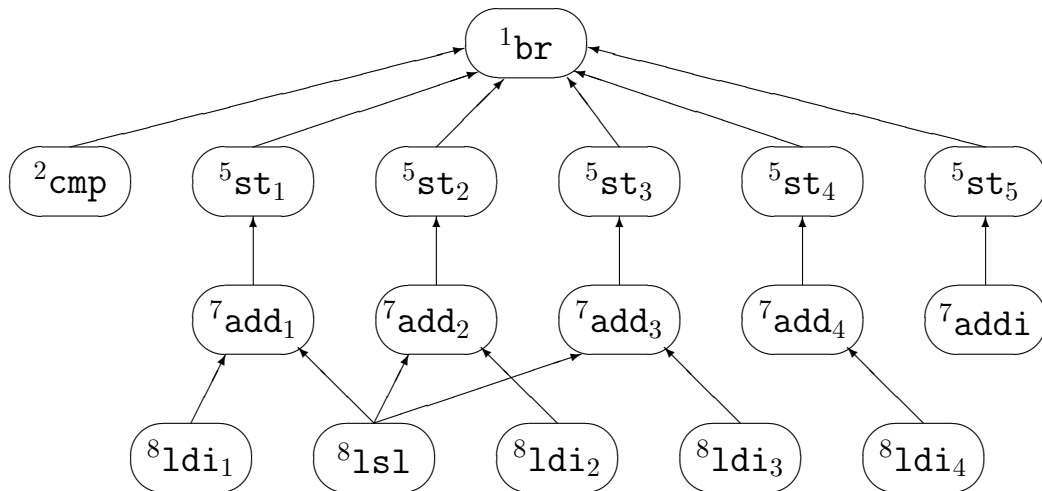 ¹br
²cmp ⁵st₁ ⁵st₂ ⁵st₃ ⁵st₄ ⁵st₅
⁷add₁ ⁷add₂ ⁷add₃ ⁷add₄ ⁷addi
⁸ldi₁ ⁸lsl ⁸ldi₂ ⁸ldi₃ ⁸ldi₄